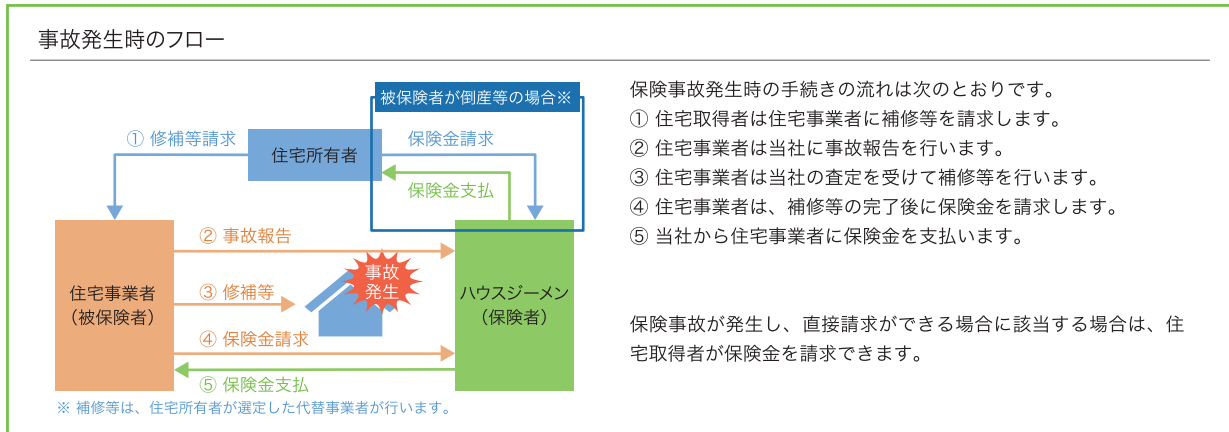 事故発生時のフロー
被保険者が倒産等の場合※
① 修補等請求
住宅所有者
保険金請求
保険金支払
② 事故報告
事故
発生
住宅事業者
（被保険者）
③ 修補等
ハウスジーメン
（保険者）
④ 保険金請求
⑤ 保険金支払
※ 補修等は、住宅所有者が選定した代替事業者が行います。
保険事故発生時の手続きの流れは次のとおりです。
① 住宅取得者は住宅事業者に補修等を請求します。
② 住宅事業者は当社に事故報告を行います。
③ 住宅事業者は当社の査定を受けて補修等を行います。
④ 住宅事業者は、補修等の完了後に保険金を請求します。
⑤ 当社から住宅事業者に保険金を支払います。
保険事故が発生し、直接請求ができる場合に該当する場合は、住
宅取得者が保険金を請求できます。